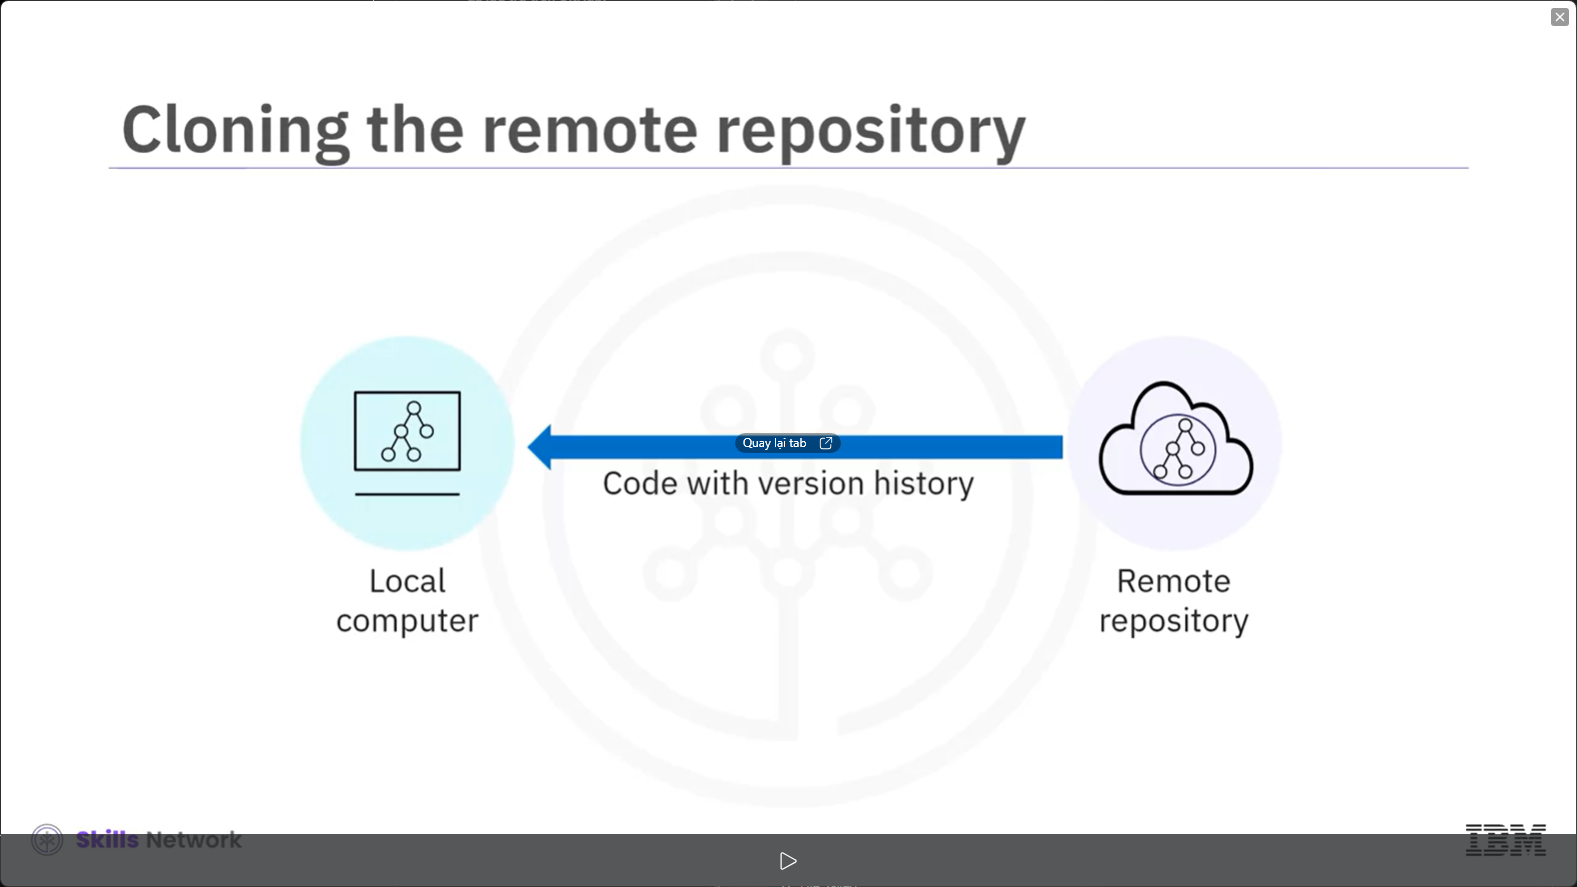 Cloning the remote repository
Quay lại tab
Code with version history
Local
computer
Remote
repository
Skills Network
IBM